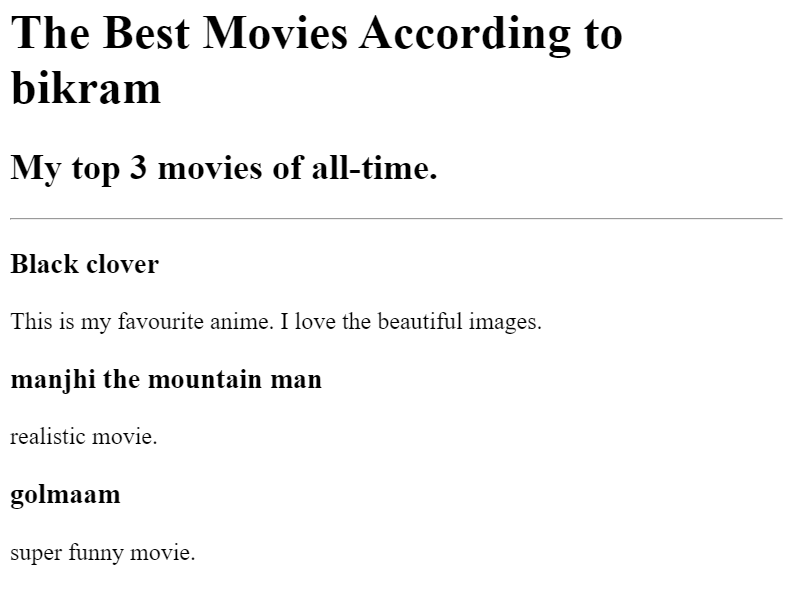 The Best Movies According to
bikram
My top 3 movies of all-time.
Black clover
This is my favourite anime. I love the beautiful images.
manjhi the mountain man
realistic movie.
golmaam
super funny movie.